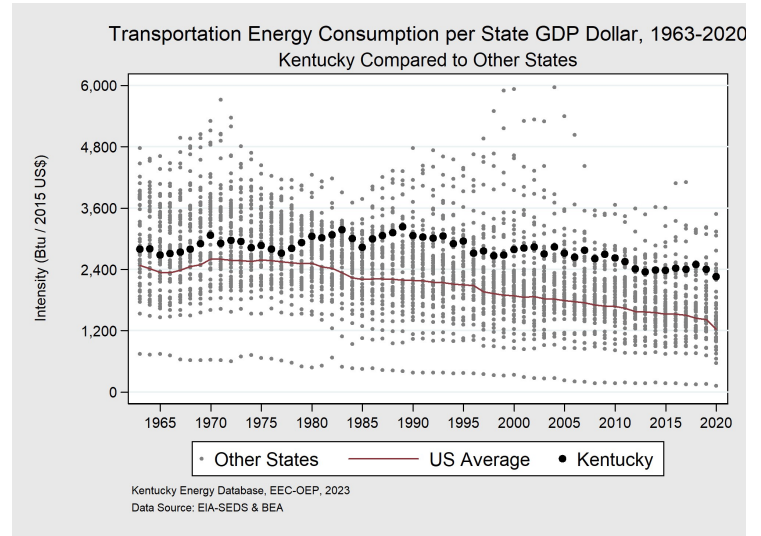 Transportation Energy Consumption per State GDP Dollar, 1963-2020
Kentucky Compared to Other States
Intensity (Btu / 2015 US$)
6,000
4,800
3,600
2,400
1,200
0
1965 1970 1975 1980 1985 1990 1995 2000 2005 2010 2015 2020
Other States US Average Kentucky
Kentucky Energy Database, EEC-OEP, 2023
Data Source: EIA-SEDS & BEA